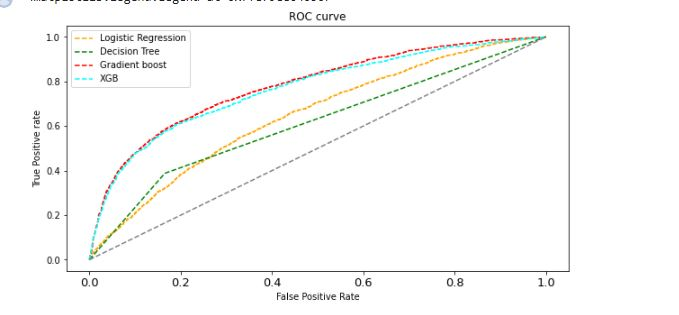 ROC curve
1.0
0.8
0.6
0.4
0.2
0.0
True Positive rate
Logistic Regression
Decision Tree
Gradient boost
XGB
0.0 0.2 0.4 0.6 0.8 1.0
False Positive Rate